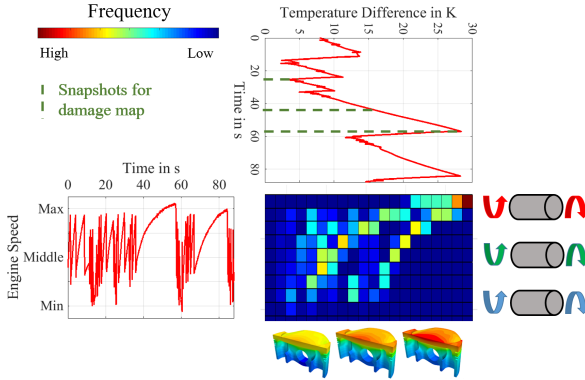 Frequency
High
Low
Snapshots for
damage map
Temperature Difference in K
0 5 10 15 20 25 30
0
20
40
60
80
Time in s
Time in s
0 20 40 60 80
Max
Middle
Min
Engine Speed